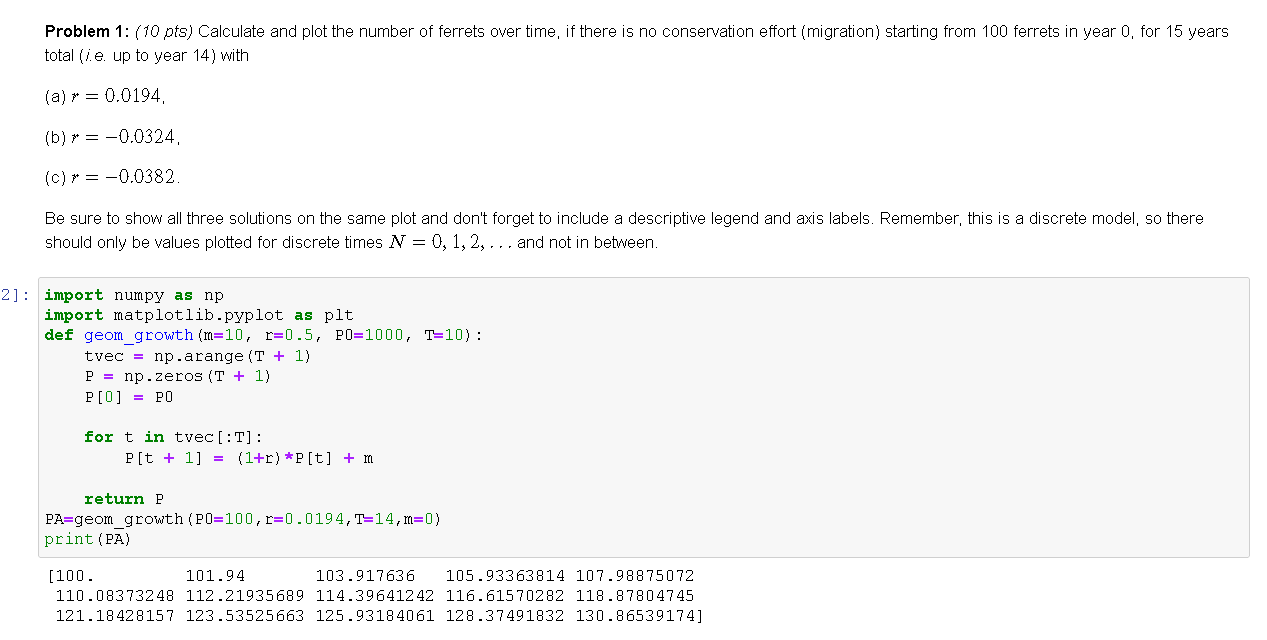 Problem 1: (10 pts) Calculate and plot the number of ferrets over time, if there is no conservation effort (migration) starting from 100 ferrets in year 0, for 15 years
total (i.e. up to year 14) with
(a) r = 0.0194,
(b) r = −0.0324,
(c) r = −0.0382.
Be sure to show all three solutions on the same plot and don't forget to include a descriptive legend and axis labels. Remember, this is a discrete model, so there
should only be values plotted for discrete times N = 0, 1, 2, ... and not in between.
2]: import numpy as np
import matplotlib.pyplot as plt
def geom_growth(m=10, r=0.5, P0=1000, T=10):
    tvec = np.arange(T + 1)
    P = np.zeros(T + 1)
    P[0] = P0
    for t in tvec[:T]:
        P[t + 1] = (1+r)*P[t] + m
    return P
PA=geom_growth(P0=100,r=0.0194,T=14,m=0)
print(PA)
[100.         101.94       103.917636   105.93363814 107.98875072
 110.08373248 112.21935689 114.39641242 116.61570282 118.87804745
 121.18428157 123.53525663 125.93184061 128.37491832 130.86539174]